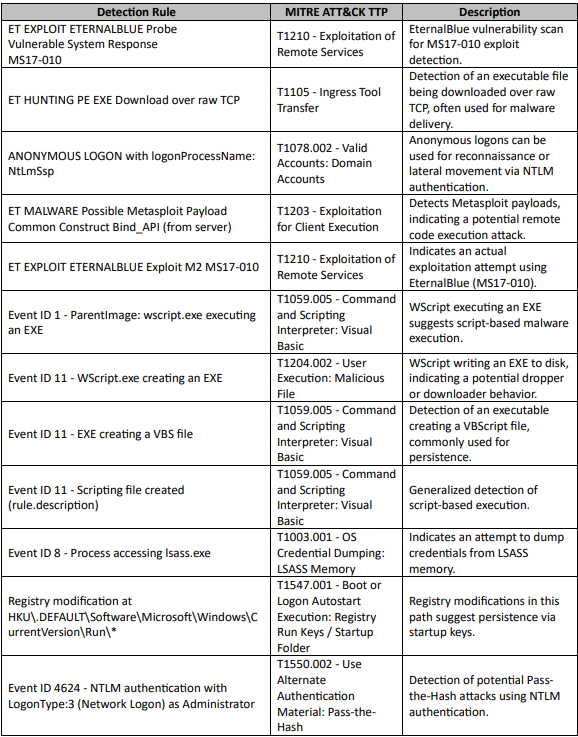 Detection Rule
MITRE ATT&CK TTP
Description
ET EXPLOIT ETERNALBLUE Probe
Vulnerable System Response
MS17-010
T1210 - Exploitation of
Remote Services
EternalBlue vulnerability scan
for MS17-010 exploit
detection.
ET HUNTING PE EXE Download over raw TCP
T1105 - Ingress Tool
Transfer
Detection of an executable file
being downloaded over raw
TCP, often used for malware
delivery.
ANONYMOUS LOGON with logonProcessName:
NtLmSsp
T1078.002 - Valid
Accounts: Domain
Accounts
Anonymous logons can be
used for reconnaissance or
lateral movement via NTLM
authentication.
ET MALWARE Possible Metasploit Payload
Common Construct Bind_API (from server)
T1203 - Exploitation
for Client Execution
Detects Metasploit payloads,
indicating a potential remote
code execution attack.
ET EXPLOIT ETERNALBLUE Exploit M2 MS17-010
T1210 - Exploitation of
Remote Services
Indicates an actual
exploitation attempt using
EternalBlue (MS17-010).
Event ID 1 - ParentImage: wscript.exe executing
an EXE
T1059.005 - Command
and Scripting
Interpreter: Visual
Basic
WScript executing an EXE
suggests script-based malware
execution.
Event ID 11 - WScript.exe creating an EXE
T1204.002 - User
Execution: Malicious
File
WScript writing an EXE to disk,
indicating a potential dropper
or downloader behavior.
Event ID 11 - EXE creating a VBS file
T1059.005 - Command
and Scripting
Interpreter: Visual
Basic
Detection of an executable
creating a VBScript file,
commonly used for
persistence.
Event ID 11 - Scripting file created
(rule.description)
T1059.005 - Command
and Scripting
Interpreter: Visual
Basic
Generalized detection of
script-based execution.
Event ID 8 - Process accessing lsass.exe
T1003.001 - OS
Credential Dumping:
LSASS Memory
Indicates an attempt to dump
credentials from LSASS
memory.
Registry modification at
HKU\.DEFAULT\Software\Microsoft\Windows\C
urrentVersion\Run\*
T1547.001 - Boot or
Logon Autostart
Execution: Registry
Run Keys / Startup
Folder
Registry modifications in this
path suggest persistence via
startup keys.
Event ID 4624 - NTLM authentication with
LogonType:3 (Network Logon) as Administrator
T1550.002 - Use
Alternate
Authentication
Material: Pass-the-
Hash
Detection of potential Pass-
the-Hash attacks using NTLM
authentication.